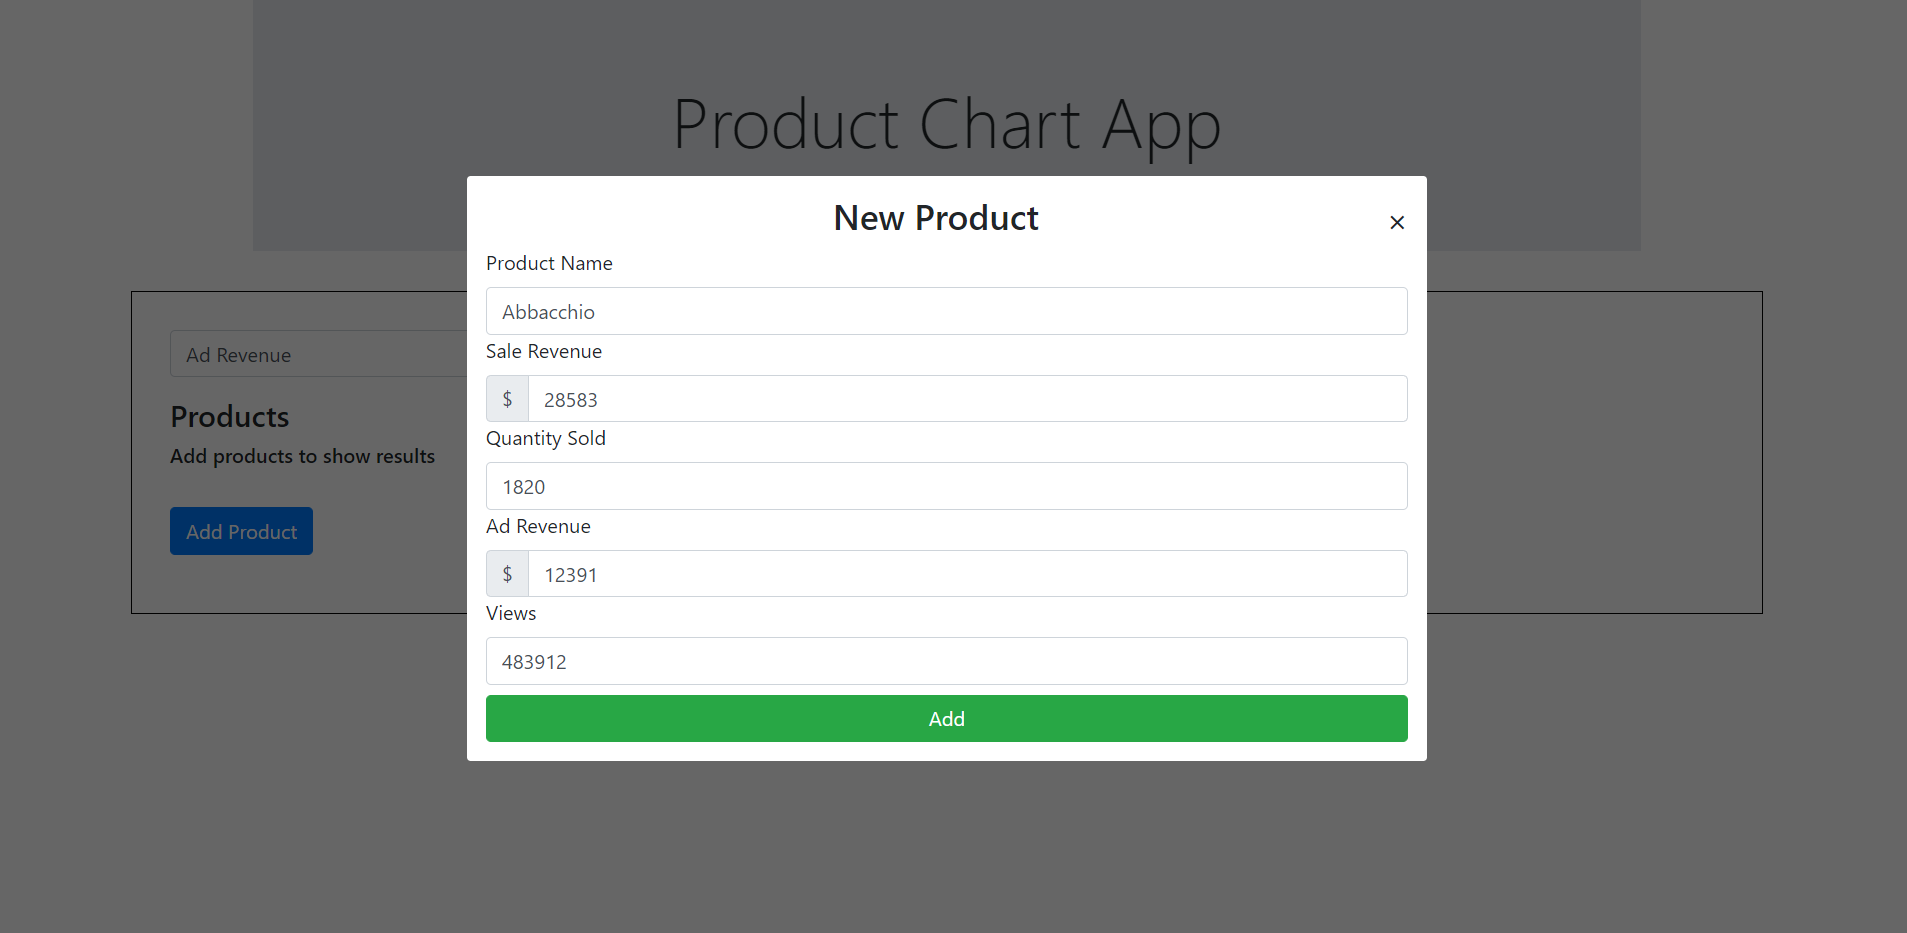 Product Chart App
New Product
×
Product Name
Abbacchio
Sale Revenue
$ 28583
Quantity Sold
1820
Ad Revenue
$ 12391
Views
483912
Add
Ad Revenue
Products
Add products to show results
Add Product